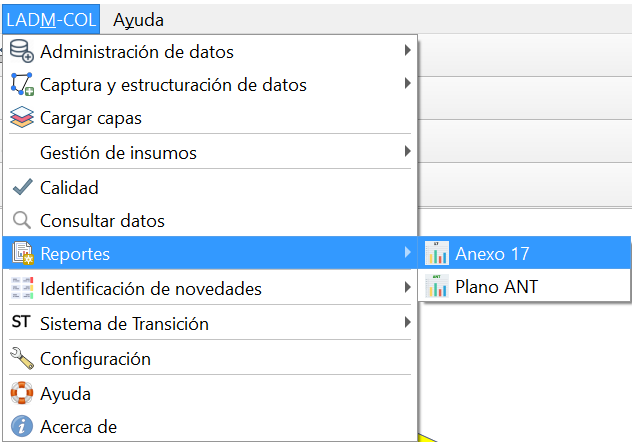 LADM-COL Ayuda
Administración de datos
Captura y estructuración de datos
Cargar capas
Gestión de insumos
Calidad
Consultar datos
Reportes
Anexo 17
Plano ANT
Identificación de novedades
ST Sistema de Transición
Configuración
Ayuda
Acerca de